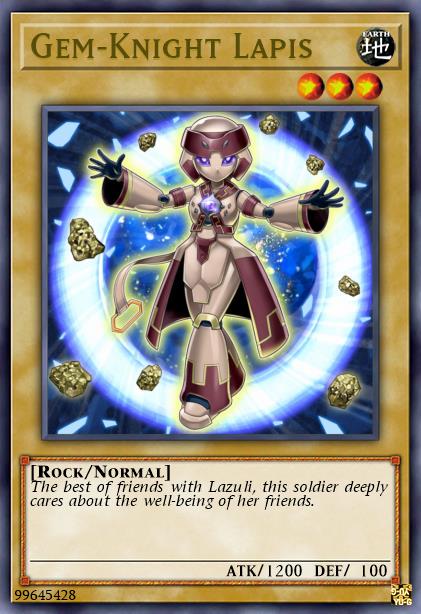 Gem-Knight Lapis
EARTH
地
[Rock/Normal]
The best of friends with Lazuli, this soldier deeply
cares about the well-being of her friends.
ATK/1200 DEF/ 100
99645428